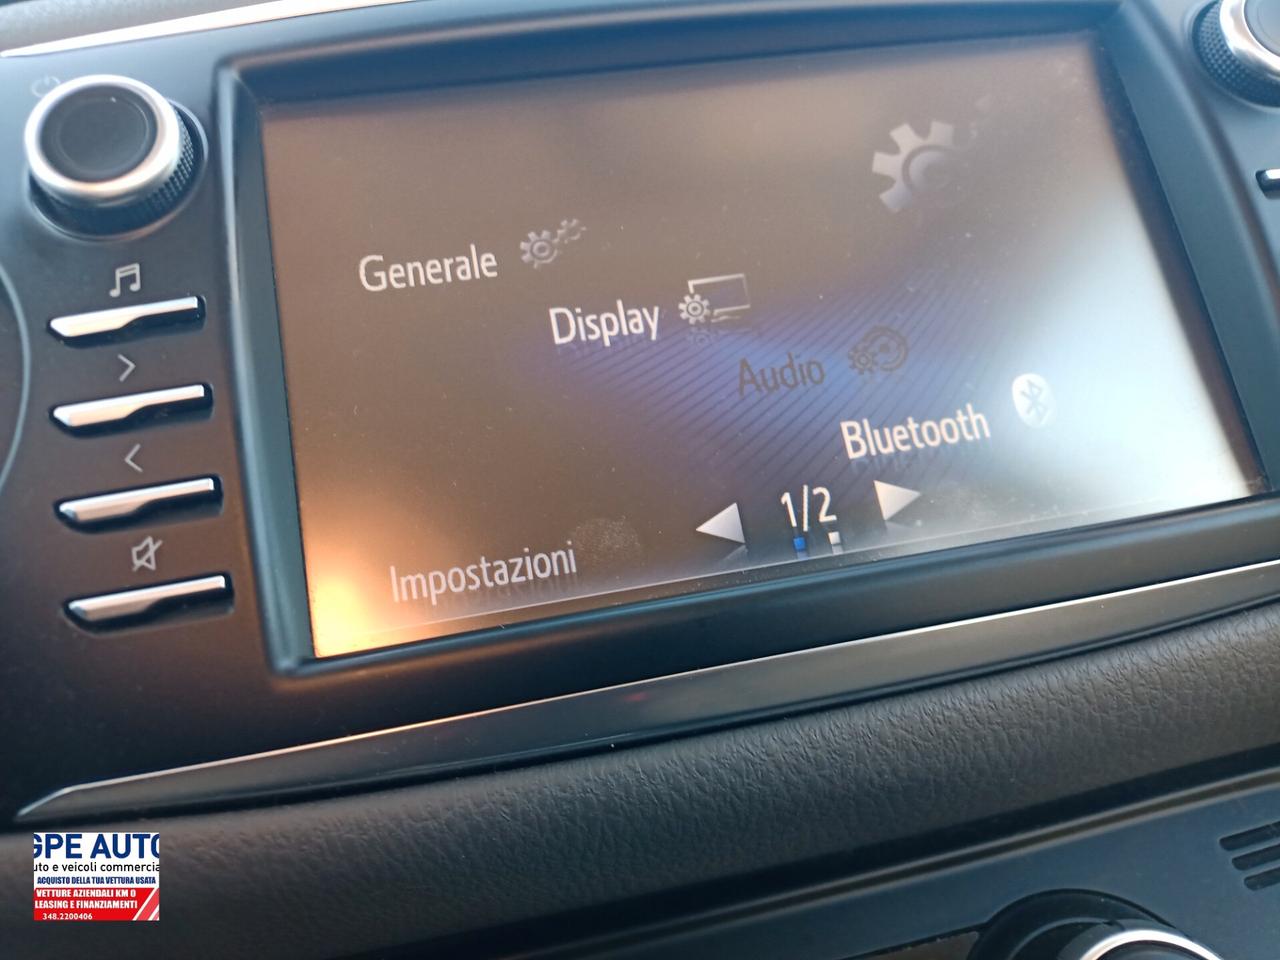 Generale
Display
Audio
Bluetooth
1/2
Impostazioni
GPE AUTO
uto e veicoli commercia
ACQUISTO DELLA TUA VETTURA USATA
VETTURE AZIENDALI KM 0
LEASING E FINANZIAMENTI
348.2200406